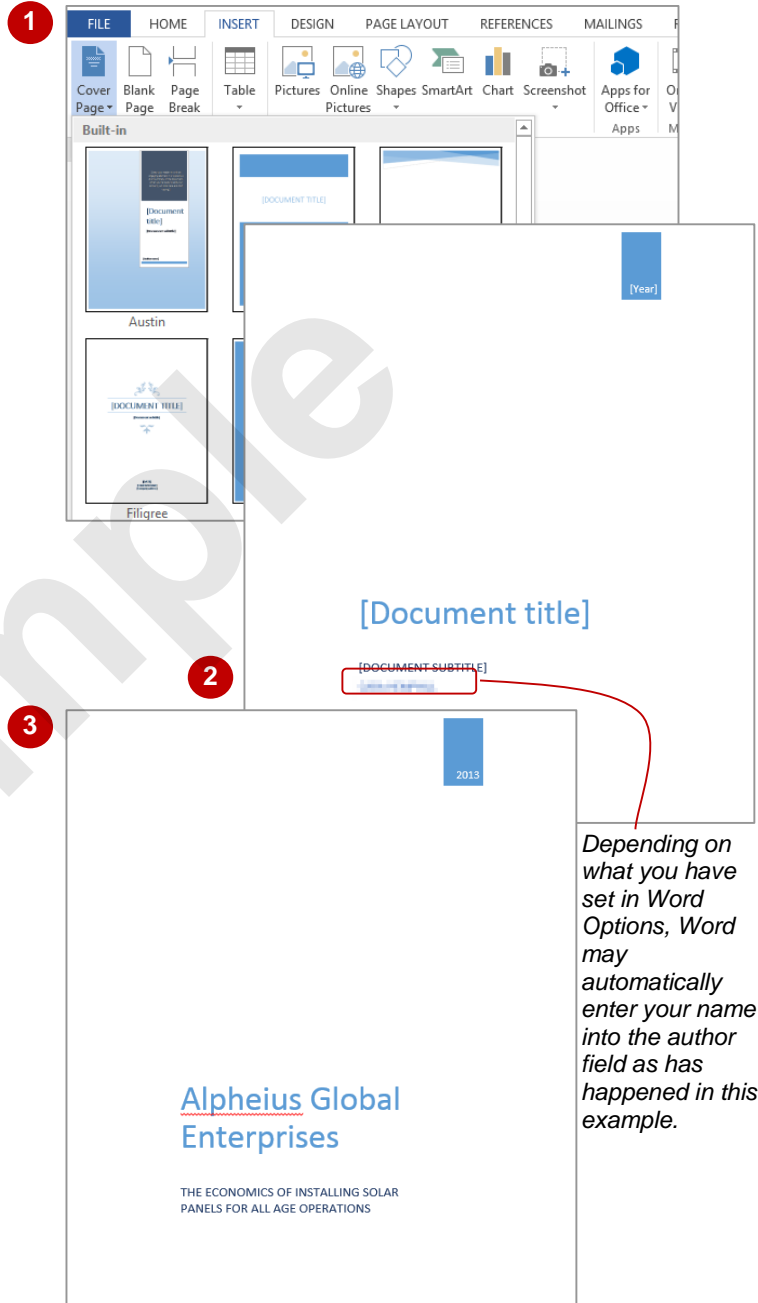 1
FILE HOME INSERT DESIGN PAGE LAYOUT REFERENCES MAILINGS
Cover Page Blank Page Page Break Table Pictures Online Pictures Shapes SmartArt Chart Screenshot Apps for Office
Apps
Built-in
[Document title]
[DOCUMENT TITLE]
Austin
[DOCUMENT TITLE]
Filigree
[Year]
[Document title]
[DOCUMENT SUBTITLE]
2
3
2013
Depending on
what you have
set in Word
Options, Word
may
automatically
enter your name
into the author
field as has
happened in this
example.
Alpheius Global
Enterprises
THE ECONOMICS OF INSTALLING SOLAR
PANELS FOR ALL AGE OPERATIONS